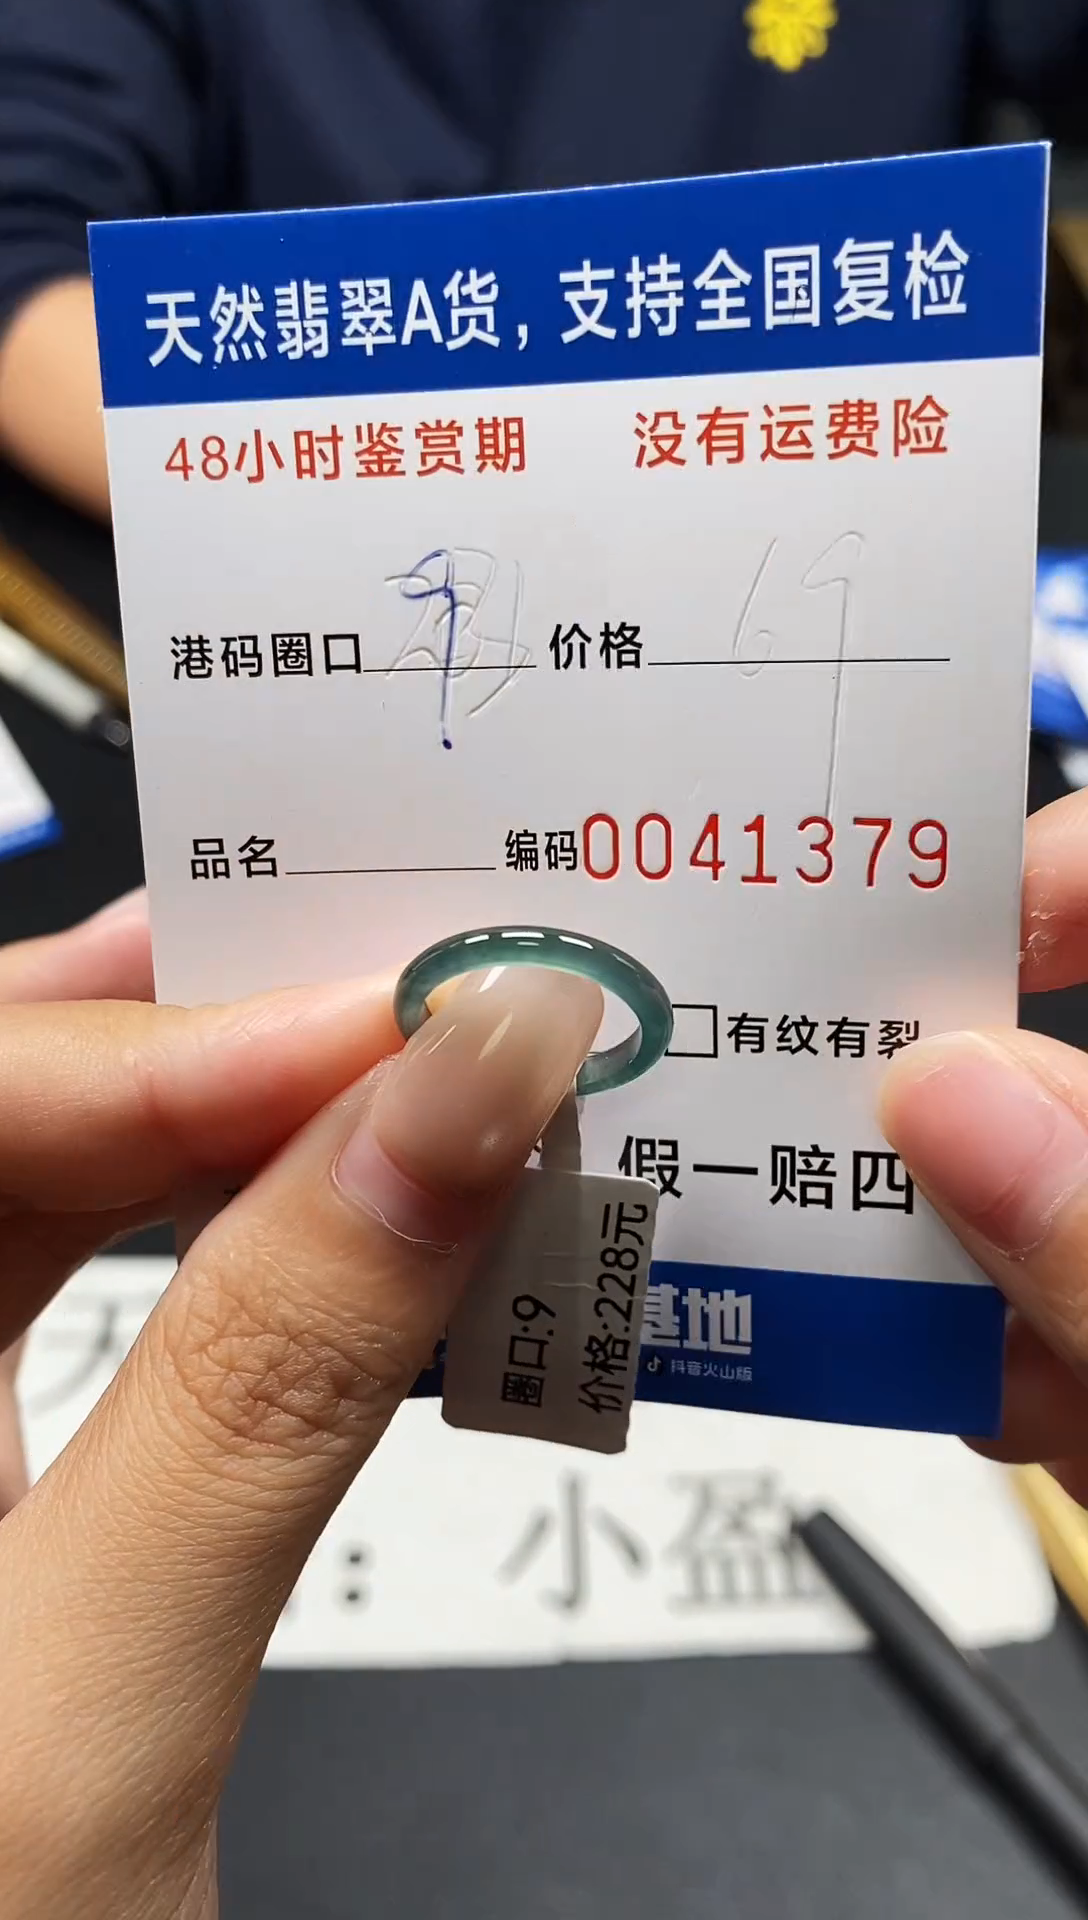 天然翡翠A货，支持全国复检
48小时鉴赏期 没有运费险
港码圈口 9 价格
品名 编码0041379
□有纹有裂
假一赔四
圈口:9
价格:228元
基地
抖音火山版
: 小盈